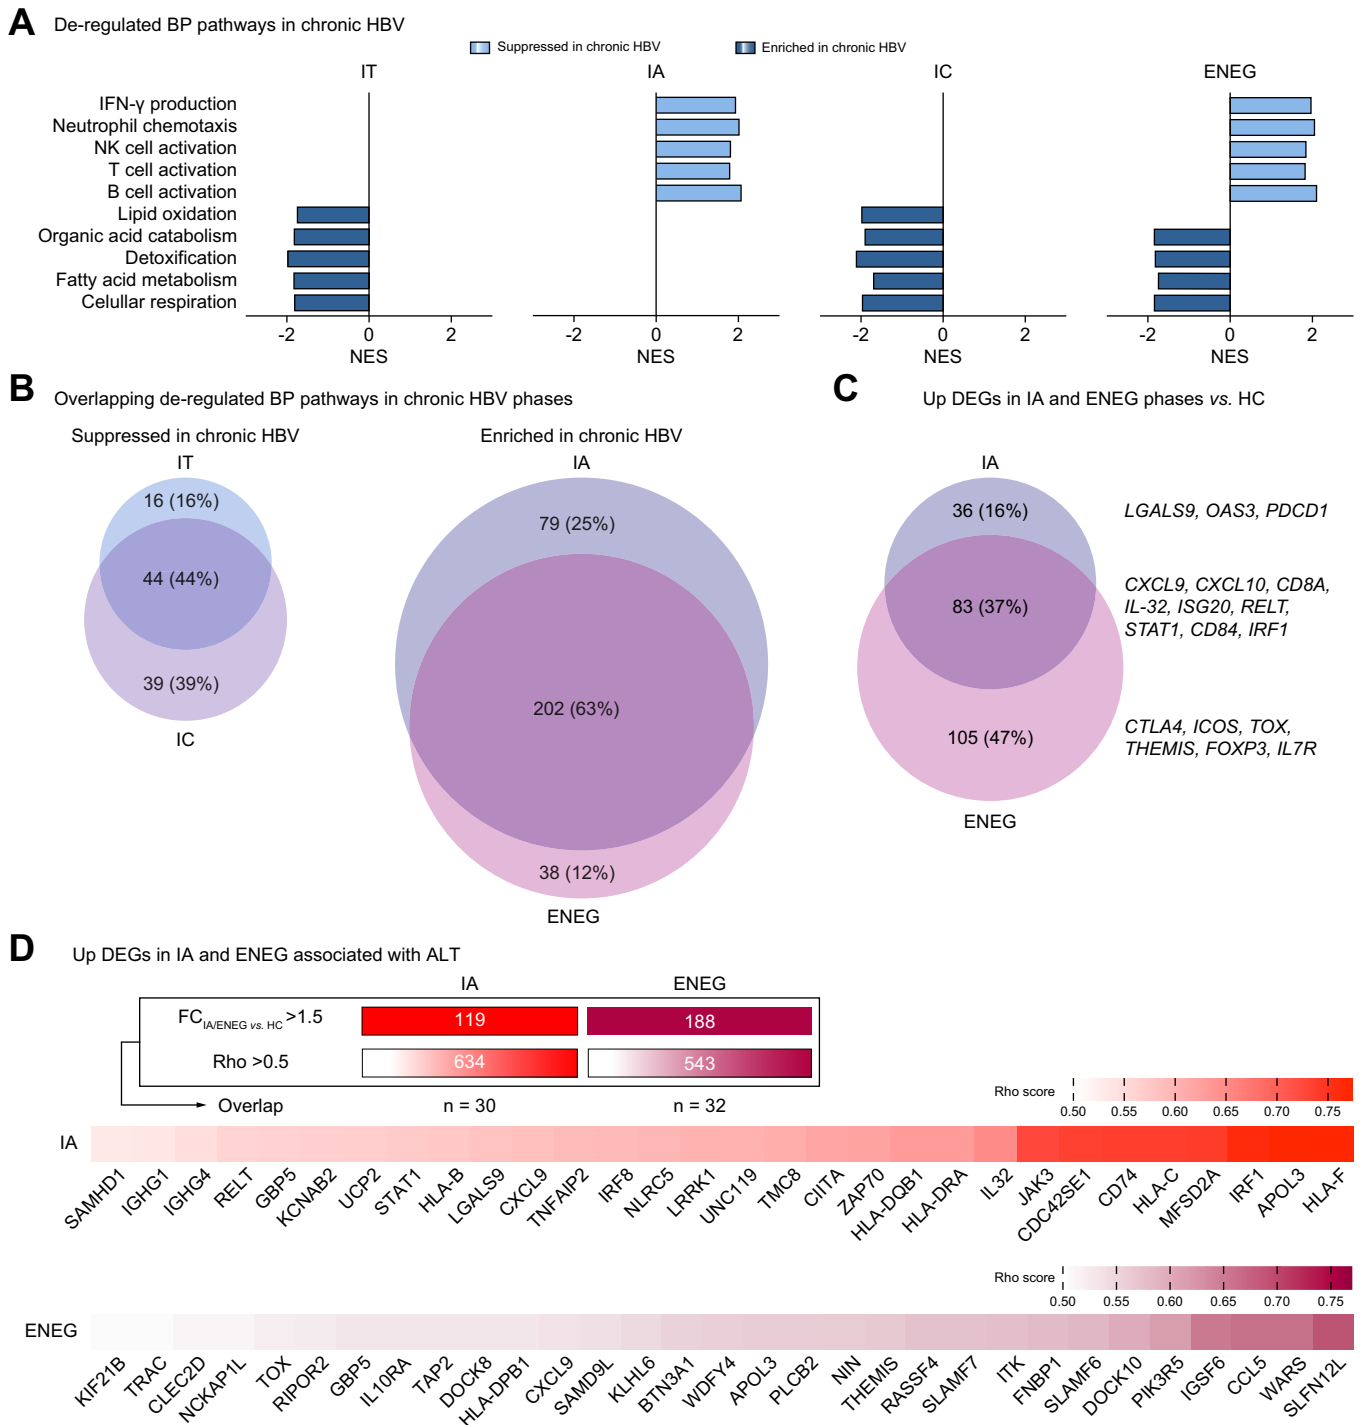 A De-regulated BP pathways in chronic HBV
Suppressed in chronic HBV
Enriched in chronic HBV
IT
IA
IC
ENEG
IFN-γ production
Neutrophil chemotaxis
NK cell activation
T cell activation
B cell activation
Lipid oxidation
Organic acid catabolism
Detoxification
Fatty acid metabolism
Celullar respiration
-2 0 2
NES
-2 0 2
NES
-2 0 2
NES
-2 0 2
NES
B Overlapping de-regulated BP pathways in chronic HBV phases
Suppressed in chronic HBV
IT
16 (16%)
44 (44%)
39 (39%)
IC
Enriched in chronic HBV
IA
79 (25%)
202 (63%)
38 (12%)
ENEG
C Up DEGs in IA and ENEG phases vs. HC
IA
36 (16%)
83 (37%)
105 (47%)
ENEG
LGALS9, OAS3, PDCD1
CXCL9, CXCL10, CD8A,
IL-32, ISG20, RELT,
STAT1, CD84, IRF1
CTLA4, ICOS, TOX,
THEMIS, FOXP3, IL7R
D Up DEGs in IA and ENEG associated with ALT
IA ENEG
FC IA/ENEG vs. HC >1.5 119 188
Rho >0.5 634 543
Overlap n = 30 n = 32
Rho score
0.50 0.55 0.60 0.65 0.70 0.75
IA
SAMHD1 IGHG1 IGHG4 RELT GBP5 KCNAB2 UCP2 STAT1 HLA-B LGALS9 CXCL9 TNFAIP2 IRF8 NLRC5 LRRK1 UNC119 TMC8 CIITA ZAP70 HLA-DQB1 HLA-DRA IL32 JAK3 CDC42SE1 CD74 HLA-C MFSD2A IRF1 APOL3 HLA-F
Rho score
0.50 0.55 0.60 0.65 0.70 0.75
ENEG
KIF21B TRAC CLEC2D NCKAP1L TOX RIPOR2 GBP5 IL10RA TAP2 DOCK8 HLA-DPB1 CXCL9 SAMD9L KLHL6 BTN3A1 WDFY4 APOL3 PLCB2 NIN THEMIS RASSF4 SLAMF7 ITK FNBP1 SLAMF6 DOCK10 PIK3R5 IGSF6 CCL5 WARS SLFN12L